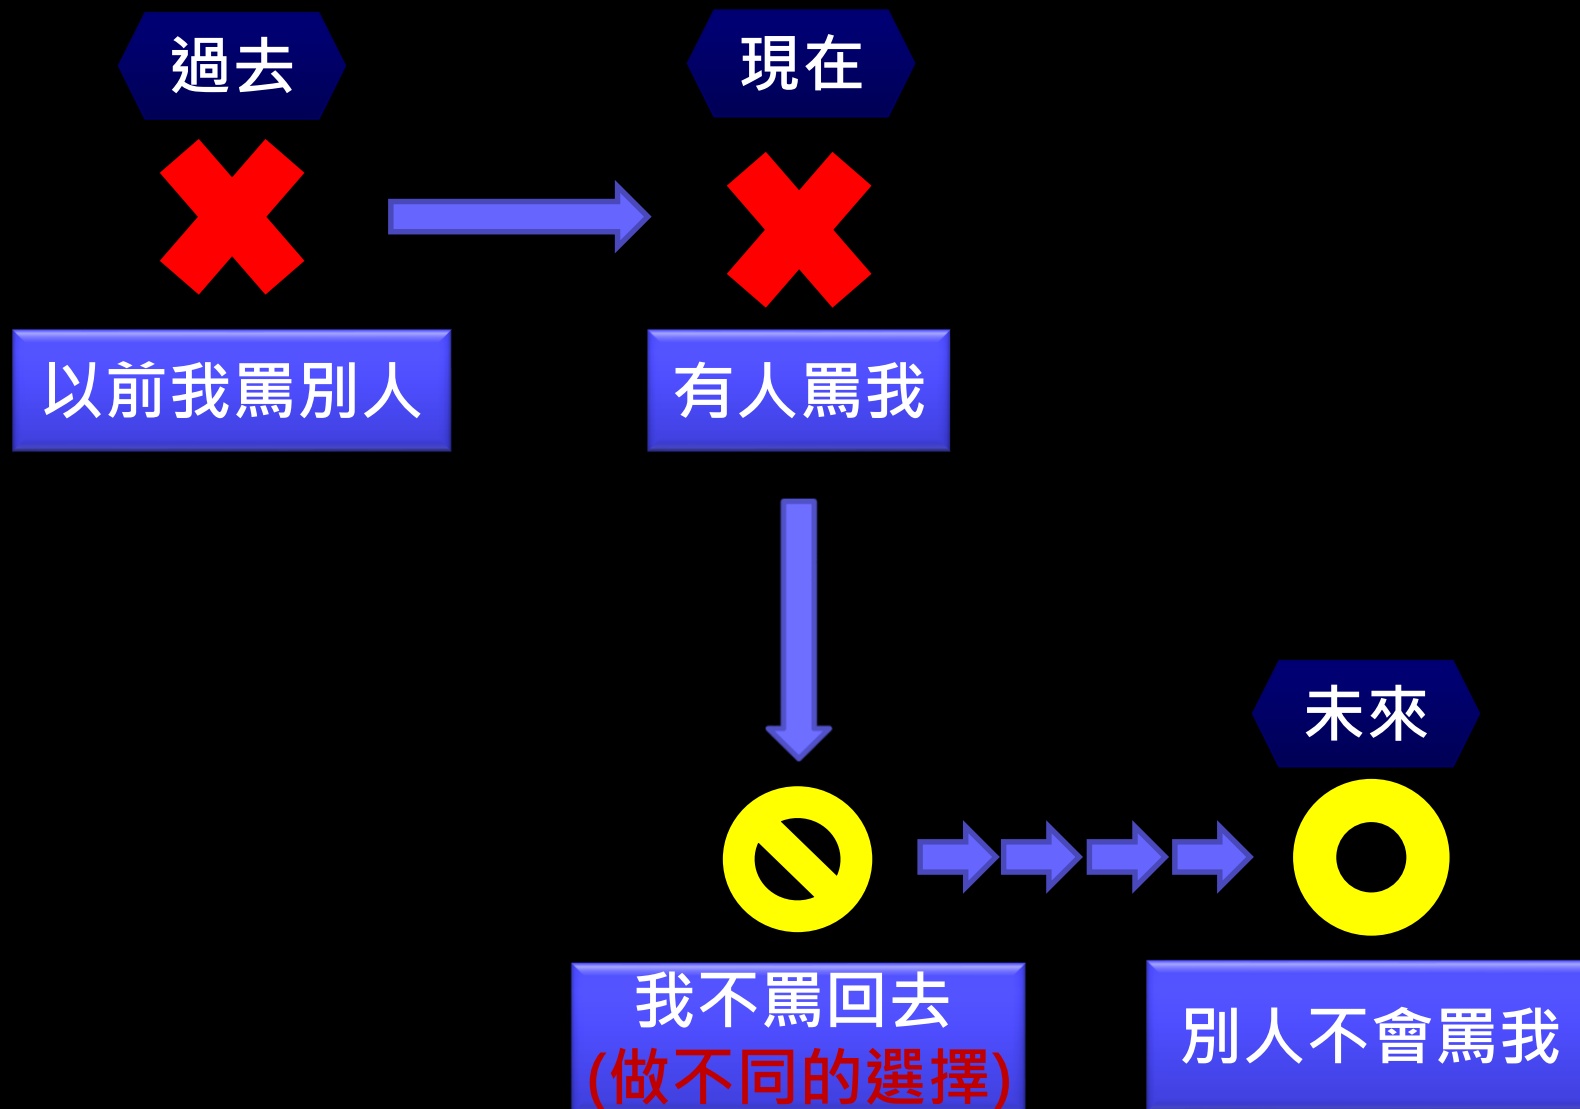 過去
現在
以前我罵別人
有人罵我
未來
我不罵回去
(做不同的選擇)
別人不會罵我